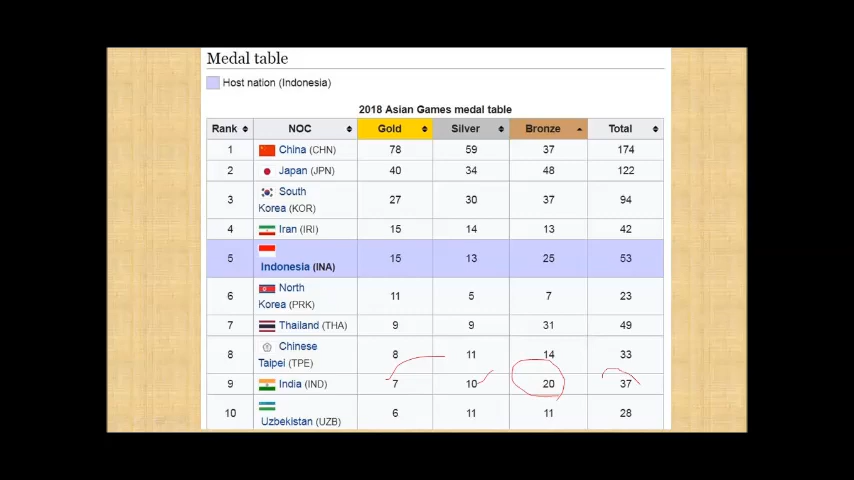 Medal table
Host nation (Indonesia)
2018 Asian Games medal table
Rank NOC Gold Silver Bronze Total
1 China (CHN) 78 59 37 174
2 Japan (JPN) 40 34 48 122
3 South Korea (KOR) 27 30 37 94
4 Iran (IRI) 15 14 13 42
5 Indonesia (INA) 15 13 25 53
6 North Korea (PRK) 11 5 7 23
7 Thailand (THA) 9 9 31 49
8 Chinese Taipei (TPE) 8 11 14 33
9 India (IND) 7 10 20 37
10 Uzbekistan (UZB) 6 11 11 28